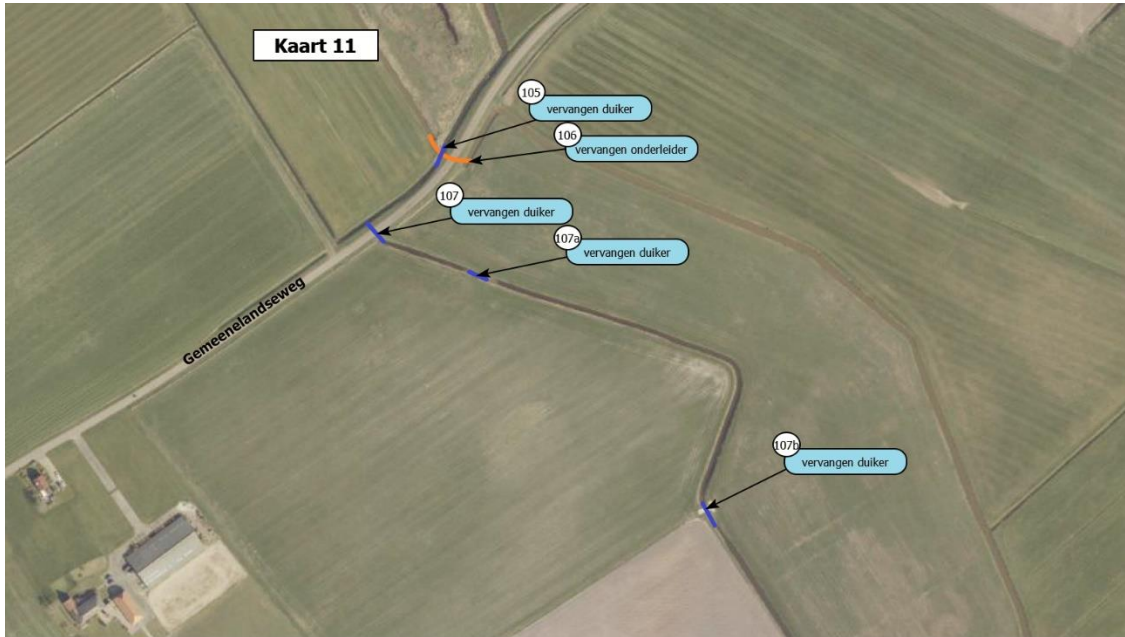 Kaart 11
105
vervangen duiker
106
vervangen onderleider
107
vervangen duiker
107a
vervangen duiker
Gemeenelandseweg
107b
vervangen duiker